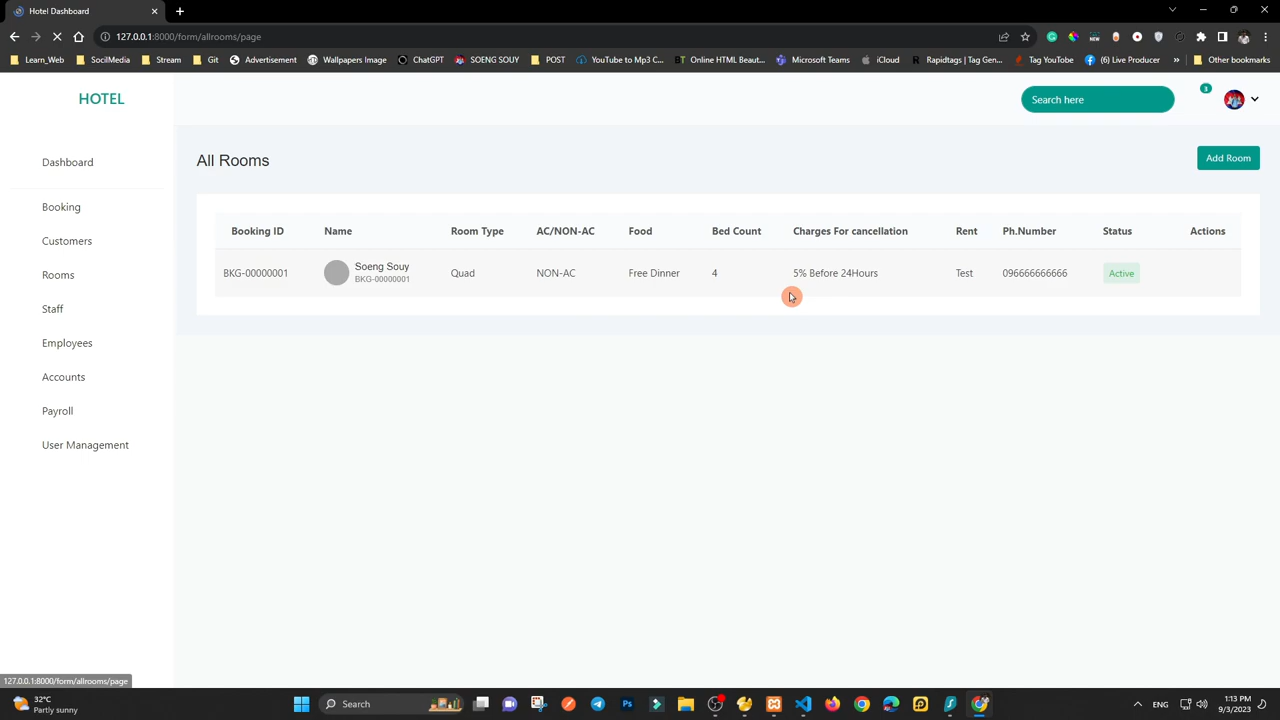 Hotel Dashboard
127.0.0.1:8000/form/allrooms/page
Learn_Web
SocilMedia
Stream
Git
Advertisement
Wallpapers Image
ChatGPT
SOENG SOUY
POST
YouTube to Mp3 C...
BT Online HTML Beaut...
Microsoft Teams
iCloud
Rapidtags | Tag Gen...
Tag YouTube
(6) Live Producer
»
Other bookmarks
HOTEL
Search here
3
Dashboard
Booking
Customers
Rooms
Staff
Employees
Accounts
Payroll
User Management
All Rooms
Add Room
Booking ID Name Room Type AC/NON-AC Food Bed Count Charges For cancellation Rent Ph.Number Status Actions
BKG-00000001 Soeng Souy Quad NON-AC Free Dinner 4 5% Before 24Hours Test 096666666666 Active
BKG-00000001
127.0.0.1:8000/form/allrooms/page
32°C
Partly sunny
Search
ENG
1:13 PM
9/3/2023